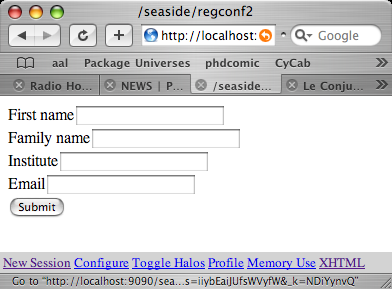 /seaside/regconf2
http://localhost: Google
aal Package Universes phdcomic CyCab
Radio Ho... NEWS | P... /seaside... Le Conju...
First name
Family name
Institute
Email
Submit
New Session Configure Toggle Halos Profile Memory Use XHTML
Go to "http://localhost:9090/sea...s=iiybEaiJUfsWVyfW&_k=NDiYynvQ"